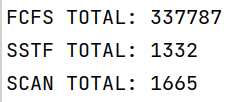 FCFS TOTAL: 337787
SSTF TOTAL: 1332
SCAN TOTAL: 1665